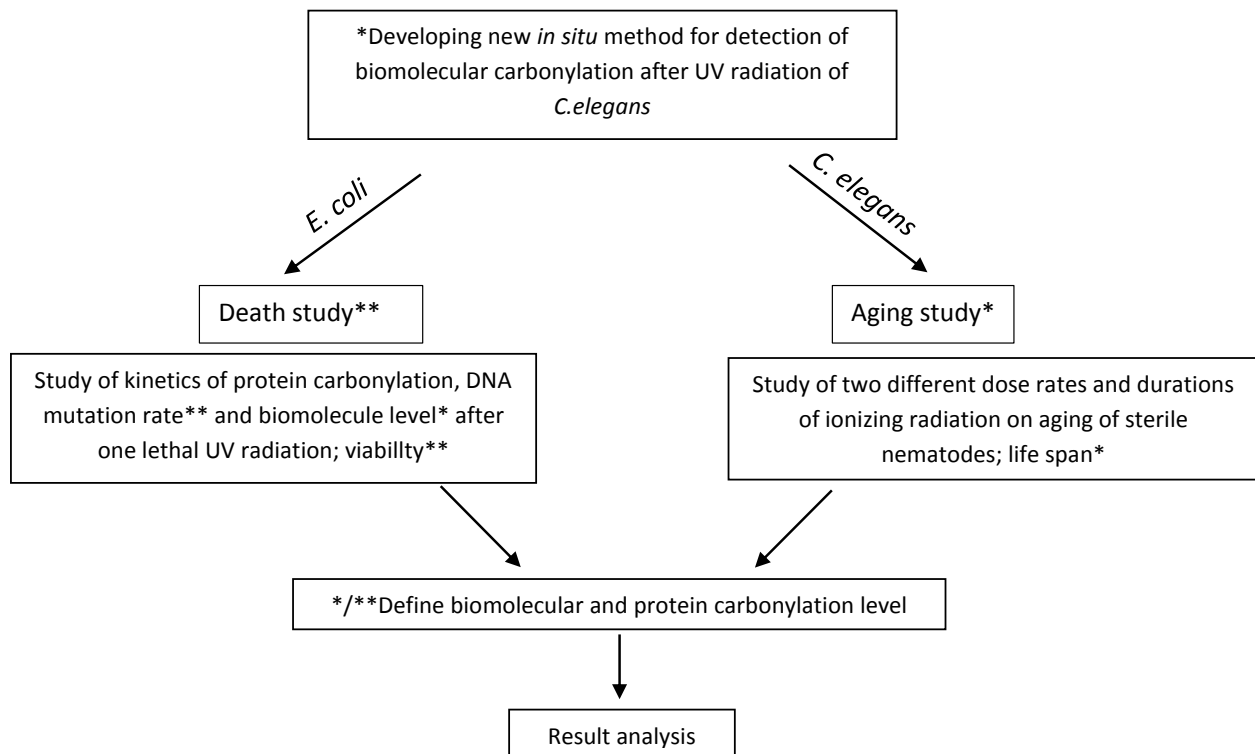 *Developing new in situ method for detection of
biomolecular carbonylation after UV radiation of
C.elegans
E. coli
C. elegans
Death study**
Aging study*
Study of kinetics of protein carbonylation, DNA
mutation rate** and biomolecule level* after
one lethal UV radiation; viabillty**
Study of two different dose rates and durations
of ionizing radiation on aging of sterile
nematodes; life span*
*/**Define biomolecular and protein carbonylation level
Result analysis